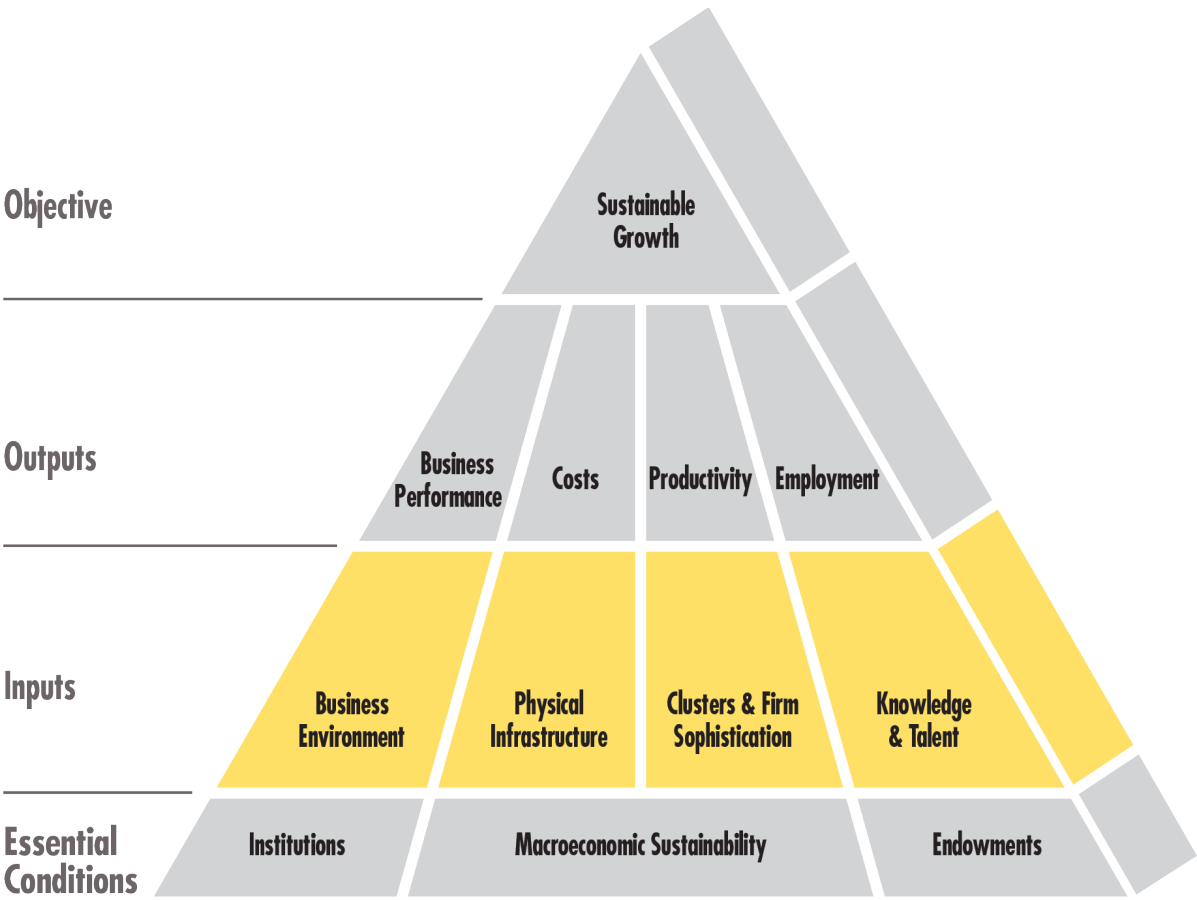 Objective
Sustainable
Growth
Outputs
Business
Performance
Costs
Productivity
Employment
Inputs
Business
Environment
Physical
Infrastructure
Clusters & Firm
Sophistication
Knowledge
& Talent
Essential
Conditions
Institutions
Macroeconomic Sustainability
Endowments